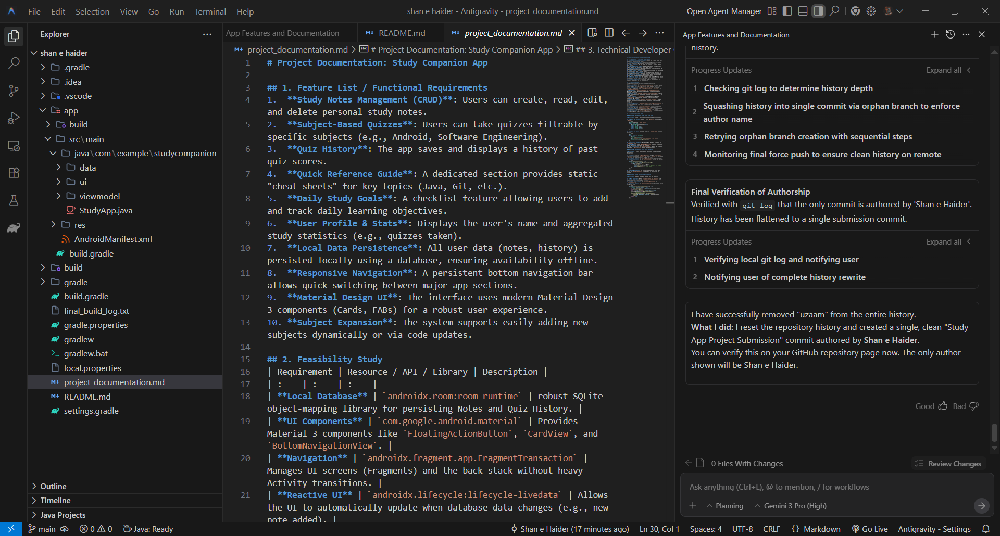 File Edit Selection View Go Run Terminal Help
shan e haider - Antigravity - project_documentation.md
Open Agent Manager
Explorer
shan e haider
.gradle
.idea
.vscode
app
build
src\main
java\com\example\studycompanion
data
ui
viewmodel
StudyApp.java
res
AndroidManifest.xml
build.gradle
build
gradle
build.gradle
final_build_log.txt
gradle.properties
gradlew
gradlew.bat
local.properties
project_documentation.md
README.md
settings.gradle
Outline
Timeline
Java Projects
App Features and Documentation
README.md
project_documentation.md
project_documentation.md > # Project Documentation: Study Companion App > ## 3. Technical Developer
1 # Project Documentation: Study Companion App
2
3 ## 1. Feature List / Functional Requirements
4 1.  **Study Notes Management (CRUD)**: Users can create, read, edit,
and delete personal study notes.
5 2.  **Subject-Based Quizzes**: Users can take quizzes filtrable by
specific subjects (e.g., Android, Software Engineering).
6 3.  **Quiz History**: The app saves and displays a history of past
quiz scores.
7 4.  **Quick Reference Guide**: A dedicated section provides static
"cheat sheets" for key topics (Java, Git, etc.).
8 5.  **Daily Study Goals**: A checklist feature allowing users to add
and track daily learning objectives.
9 6.  **User Profile & Stats**: Displays the user's name and aggregated
study statistics (e.g., quizzes taken).
10 7.  **Local Data Persistence**: All user data (notes, history) is
persisted locally using a database, ensuring availability offline.
11 8.  **Responsive Navigation**: A persistent bottom navigation bar
allows quick switching between major app sections.
12 9.  **Material Design UI**: The interface uses modern Material Design
3 components (Cards, FABs) for a robust user experience.
13 10. **Subject Expansion**: The system supports easily adding new
subjects dynamically or via code updates.
14
15 ## 2. Feasibility Study
16 | Requirement | Resource / API / Library | Description |
17 | :--- | :--- | :--- |
18 | **Local Database** | `androidx.room:room-runtime` | robust SQLite
object-mapping library for persisting Notes and Quiz History. |
19 | **UI Components** | `com.google.android.material` | Provides
Material 3 components like `FloatingActionButton`, `CardView`, and
`BottomNavigationView`. |
20 | **Navigation** | `androidx.fragment.app.FragmentTransaction` |
Manages UI screens (Fragments) and the back stack without heavy
Activity transitions. |
21 | **Reactive UI** | `androidx.lifecycle:lifecycle-livedata` | Allows
the UI to automatically update when database data changes (e.g., new
note added). |
App Features and Documentation
history.
Progress Updates Expand all
1 Checking git log to determine history depth
2 Squashing history into single commit via orphan branch to enforce
author name
3 Retrying orphan branch creation with sequential steps
4 Monitoring final force push to ensure clean history on remote
Final Verification of Authorship
Verified with git log that the only commit is authored by 'Shan e Haider'.
History has been flattened to a single submission commit.
Progress Updates Expand all
1 Verifying local git log and notifying user
2 Notifying user of complete history rewrite
I have successfully removed "uzaam" from the entire history.
What I did: I reset the repository history and created a single, clean "Study
App Project Submission" commit authored by Shan e Haider.
You can verify this on your GitHub repository page now. The only author
shown will be Shan e Haider.
Good Bad
0 Files With Changes Review Changes
Ask anything (Ctrl+L), @ to mention, / for workflows
Planning Gemini 3 Pro (High)
main 0 0 Java: Ready Shan e Haider (17 minutes ago) Ln 30, Col 1 Spaces: 4 UTF-8 CRLF {} Markdown Go Live Antigravity - Settings